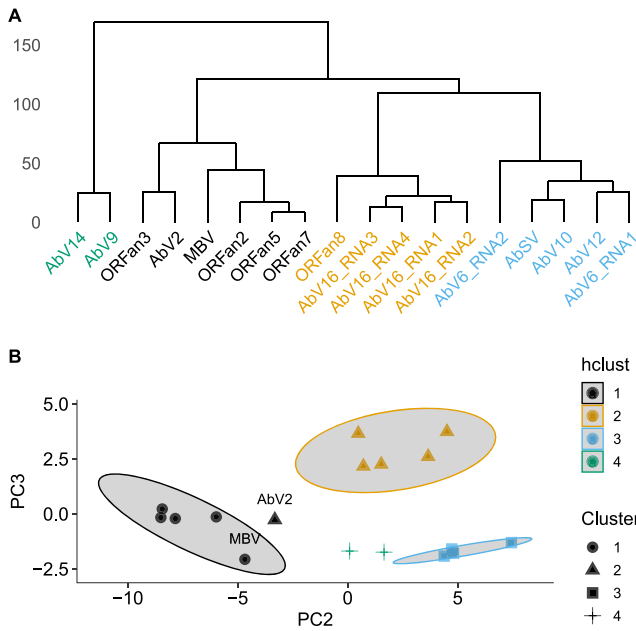 A
150
100
50
0
AbV14
AbV9
ORFan3
AbV2
MBV
ORFan2
ORFan5
ORFan7
ORFan8
AbV16_RNA3
AbV16_RNA4
AbV16_RNA1
AbV16_RNA2
AbV6_RNA2
AbSV
AbV10
AbV12
AbV6_RNA1
B
5.0
2.5
0.0
−2.5
PC3
AbV2
MBV
−10
−5
0
5
PC2
hclust
1
2
3
4
Cluster
1
2
3
4